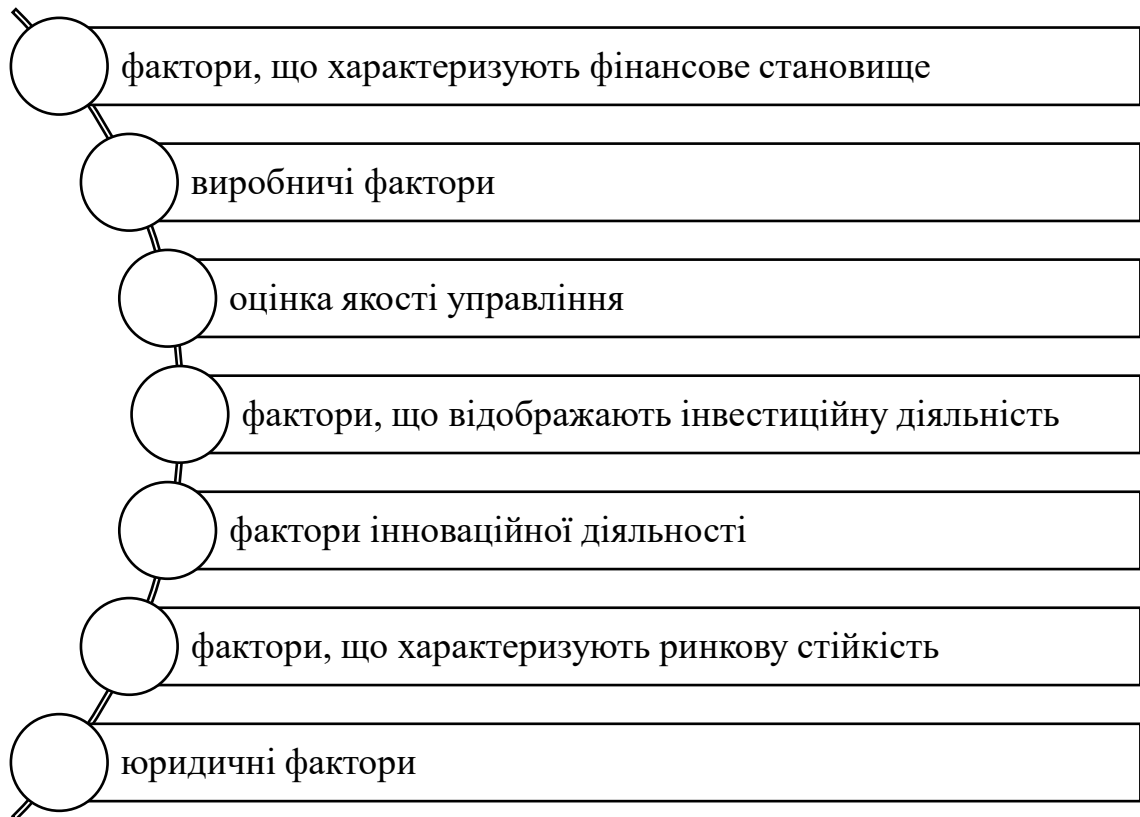 фактори, що характеризують фінансове становище
виробничі фактори
оцінка якості управління
фактори, що відображають інвестиційну діяльність
фактори інноваційної діяльності
фактори, що характеризують ринкову стійкість
юридичні фактори